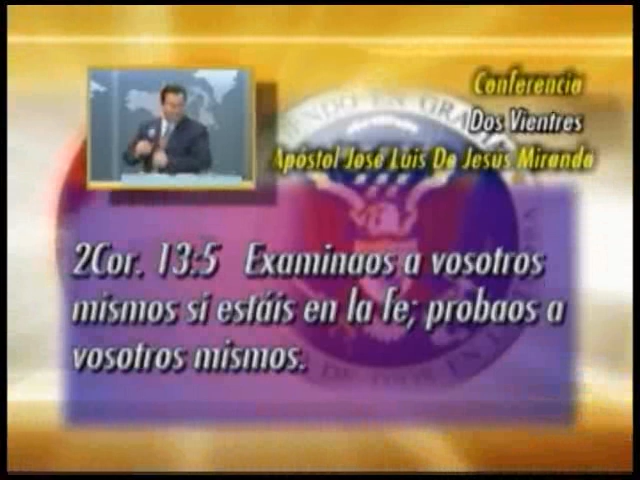 Conferencia
Dos Vientres
Apóstol José Luis De Jesús Miranda
2Cor. 13:5 Examinaos a vosotros
mismos si estáis en la fe; probaos a
vosotros mismos.